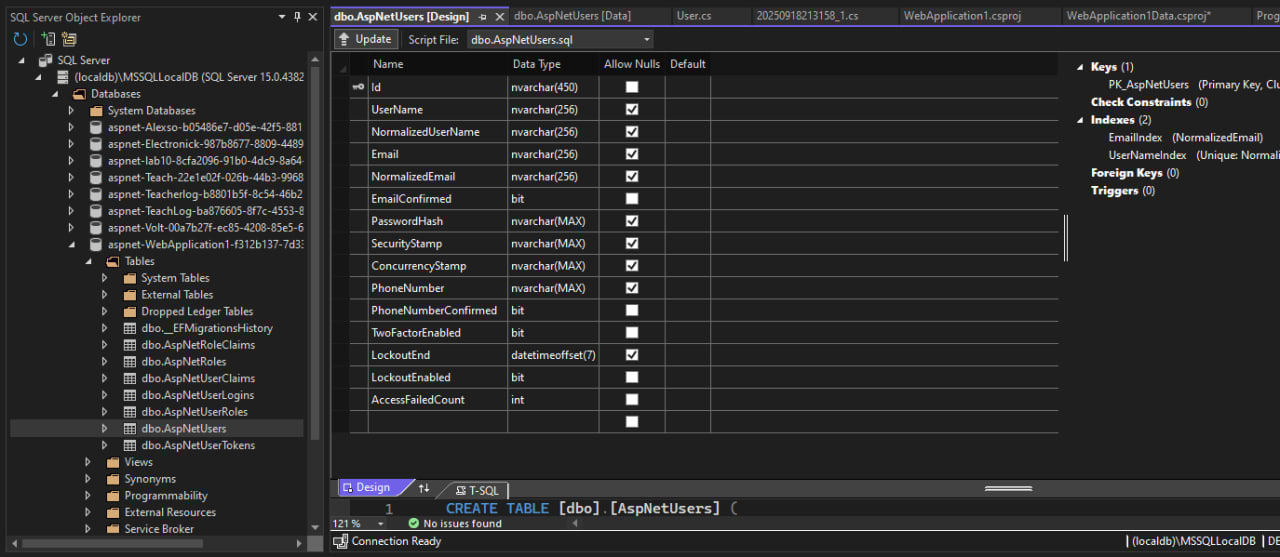 SQL Server Object Explorer
SQL Server
(localdb)\MSSQLLocalDB (SQL Server 15.0.4382
Databases
System Databases
aspnet-Alexso-b05486e7-d05e-42f5-881
aspnet-Electronick-987b8677-8809-4489
aspnet-lab10-8cfa2096-91b0-4dc9-8a64-
aspnet-Teach-22e1e02f-026b-44b3-9968
aspnet-Teacherlog-b8801b5f-8c54-46b2
aspnet-TeachLog-ba876605-8f7c-4553-8
aspnet-Volt-00a7b27f-ec85-4208-85e5-6
aspnet-WebApplication1-f312b137-7d33
Tables
System Tables
External Tables
Dropped Ledger Tables
dbo.__EFMigrationsHistory
dbo.AspNetRoleClaims
dbo.AspNetRoles
dbo.AspNetUserClaims
dbo.AspNetUserLogins
dbo.AspNetUserRoles
dbo.AspNetUsers
dbo.AspNetUserTokens
Views
Synonyms
Programmability
External Resources
Service Broker
dbo.AspNetUsers [Design] dbo.AspNetUsers [Data] User.cs 20250918213158_1.cs WebApplication1.csproj WebApplication1Data.csproj* Prog
Update Script File: dbo.AspNetUsers.sql
Name Data Type Allow Nulls Default
Id nvarchar(450)
UserName nvarchar(256)
NormalizedUserName nvarchar(256)
Email nvarchar(256)
NormalizedEmail nvarchar(256)
EmailConfirmed bit
PasswordHash nvarchar(MAX)
SecurityStamp nvarchar(MAX)
ConcurrencyStamp nvarchar(MAX)
PhoneNumber nvarchar(MAX)
PhoneNumberConfirmed bit
TwoFactorEnabled bit
LockoutEnd datetimeoffset(7)
LockoutEnabled bit
AccessFailedCount int
Keys (1)
PK_AspNetUsers (Primary Key, Clu
Check Constraints (0)
Indexes (2)
EmailIndex (NormalizedEmail)
UserNameIndex (Unique: Normali
Foreign Keys (0)
Triggers (0)
Design T-SQL
1 CREATE TABLE [dbo].[AspNetUsers] (
121 % No issues found
Connection Ready (localdb)\MSSQLLocalDB DE